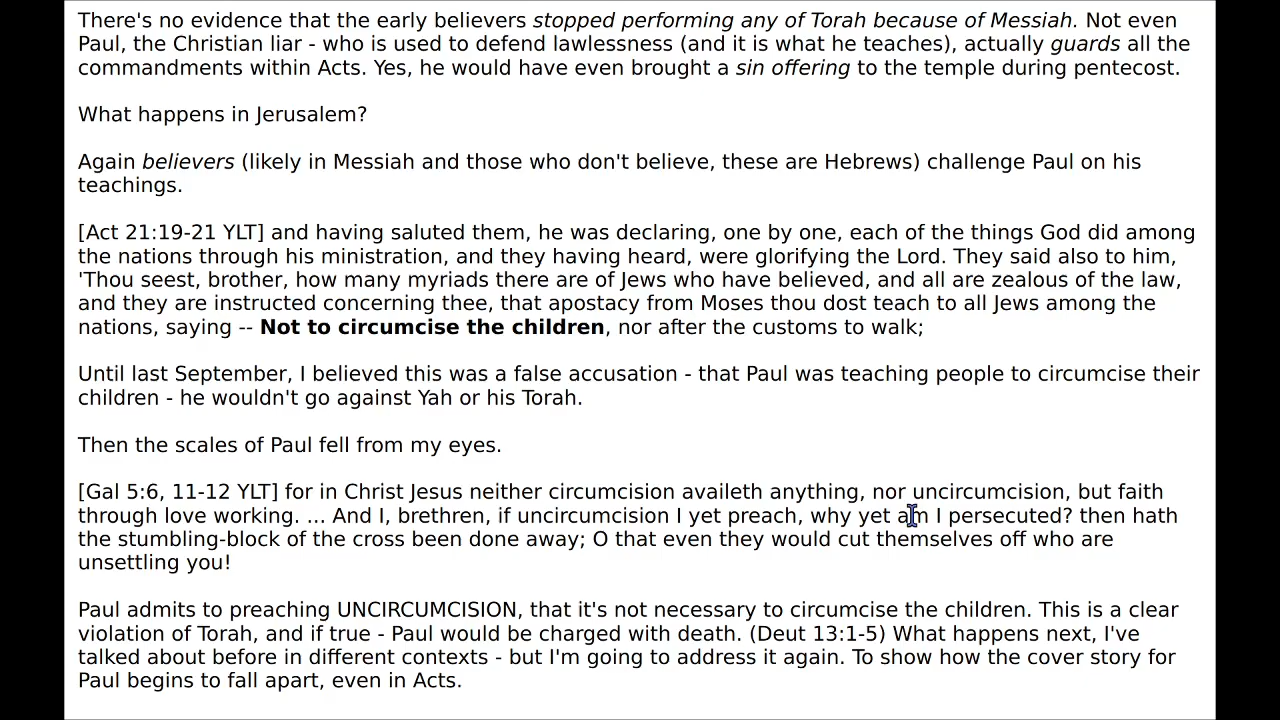 There's no evidence that the early believers stopped performing any of Torah because of Messiah. Not even
Paul, the Christian liar - who is used to defend lawlessness (and it is what he teaches), actually guards all the
commandments within Acts. Yes, he would have even brought a sin offering to the temple during pentecost.
What happens in Jerusalem?
Again believers (likely in Messiah and those who don't believe, these are Hebrews) challenge Paul on his
teachings.
[Act 21:19-21 YLT] and having saluted them, he was declaring, one by one, each of the things God did among
the nations through his ministration, and they having heard, were glorifying the Lord. They said also to him,
'Thou seest, brother, how many myriads there are of Jews who have believed, and all are zealous of the law,
and they are instructed concerning thee, that apostacy from Moses thou dost teach to all Jews among the
nations, saying -- Not to circumcise the children, nor after the customs to walk;
Until last September, I believed this was a false accusation - that Paul was teaching people to circumcise their
children - he wouldn't go against Yah or his Torah.
Then the scales of Paul fell from my eyes.
[Gal 5:6, 11-12 YLT] for in Christ Jesus neither circumcision availeth anything, nor uncircumcision, but faith
through love working. ... And I, brethren, if uncircumcision I yet preach, why yet am I persecuted? then hath
the stumbling-block of the cross been done away; O that even they would cut themselves off who are
unsettling you!
Paul admits to preaching UNCIRCUMCISION, that it's not necessary to circumcise the children. This is a clear
violation of Torah, and if true - Paul would be charged with death. (Deut 13:1-5) What happens next, I've
talked about before in different contexts - but I'm going to address it again. To show how the cover story for
Paul begins to fall apart, even in Acts.